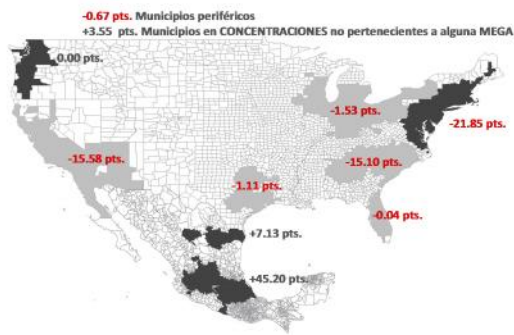 -0.67 pts. Municipios periféricos
+3.55 pts. Municipios en CONCENTRACIONES no pertenecientes a alguna MEGA
0.00 pts.
-1.53 pts.
-21.85 pts.
-15.58 pts.
-15.10 pts.
-1.11 pts.
-0.04 pts.
+7.13 pts.
+45.20 pts.